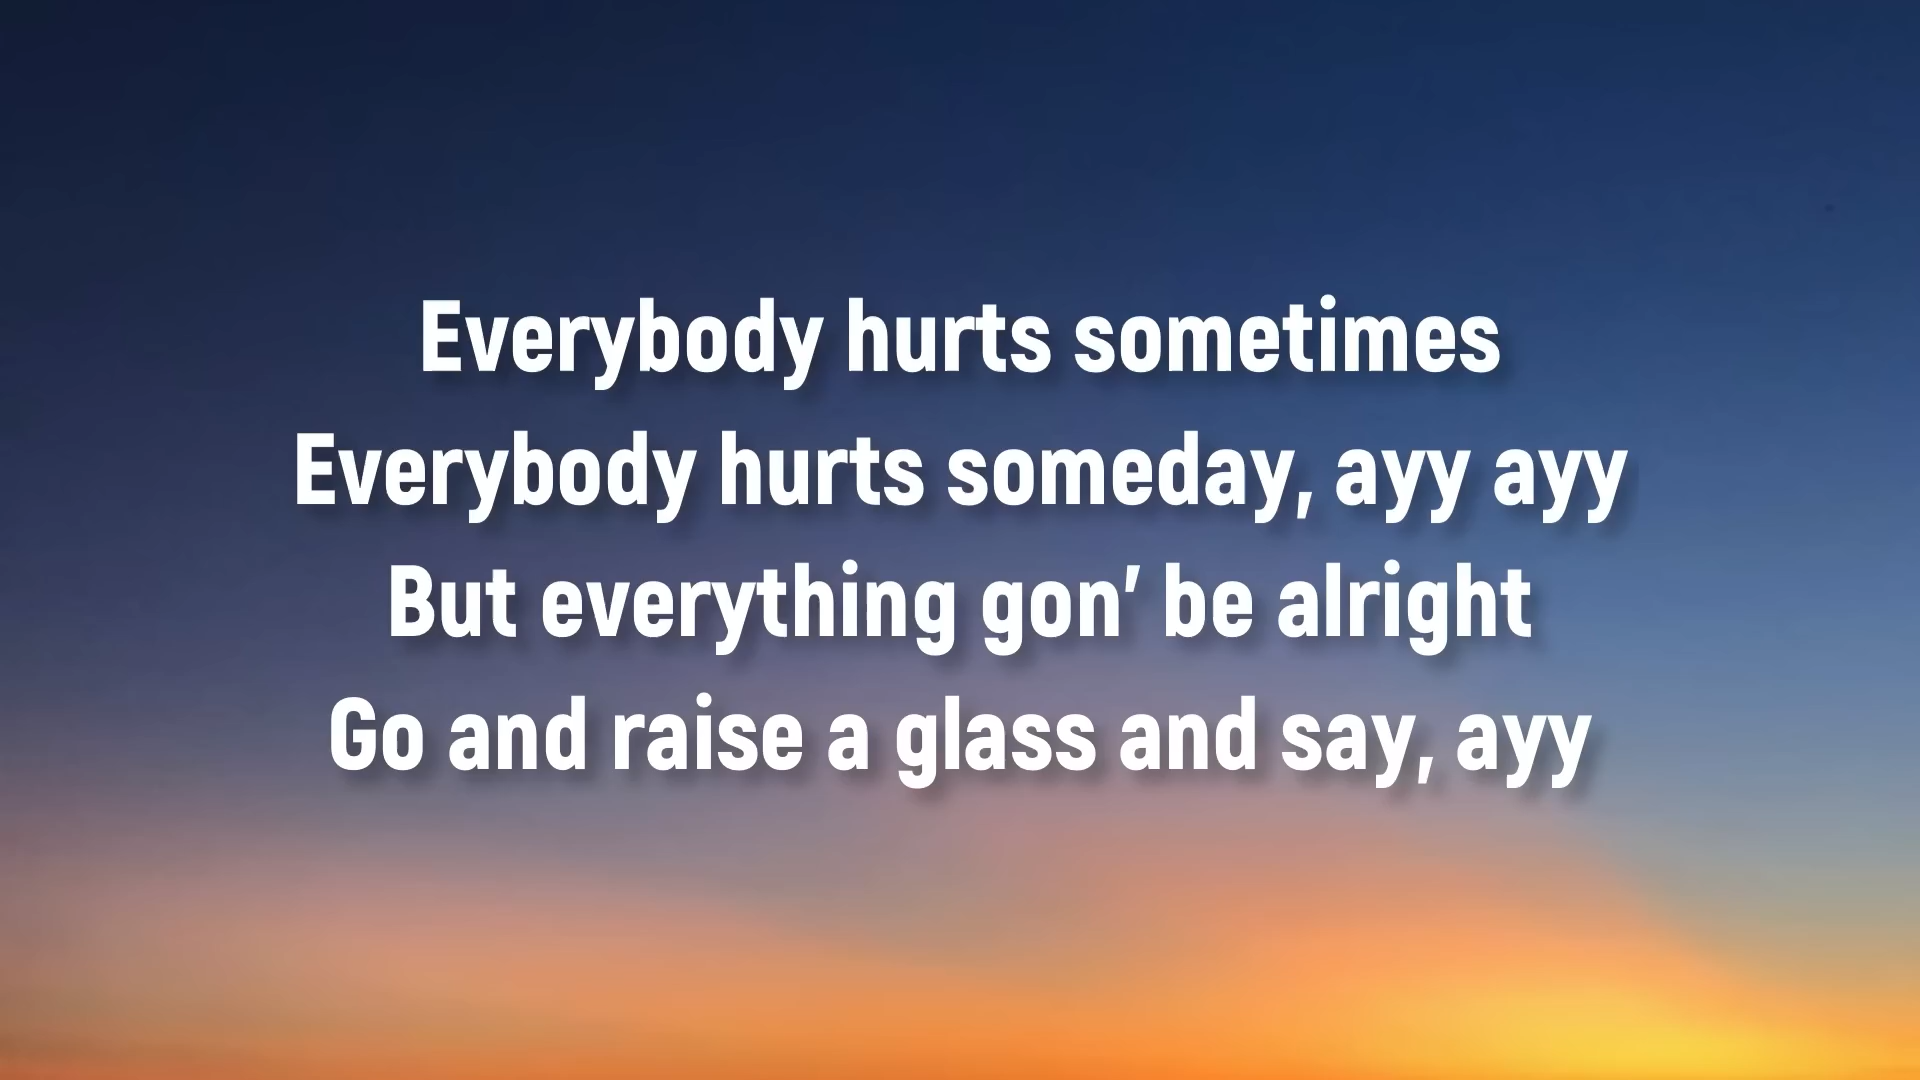 Everybody hurts sometimes
Everybody hurts someday, ayy ayy
But everything gon’ be alright
Go and raise a glass and say, ayy